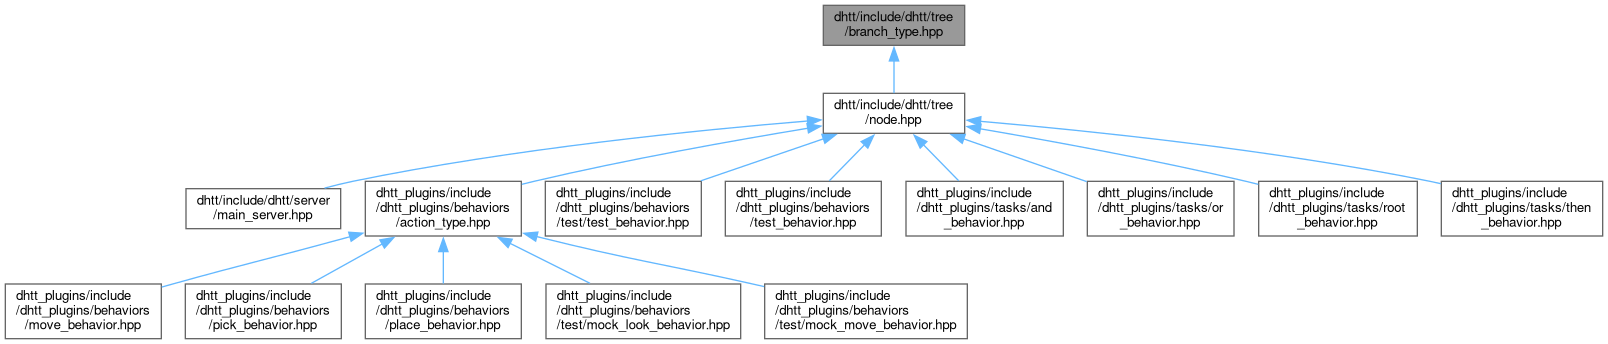 dhtt/include/dhtt/tree
/branch_type.hpp
dhtt/include/dhtt/tree
/node.hpp
dhtt/include/dhtt/server
/main_server.hpp
dhtt_plugins/include
/dhtt_plugins/behaviors
/action_type.hpp
dhtt_plugins/include
/dhtt_plugins/behaviors
/test/test_behavior.hpp
dhtt_plugins/include
/dhtt_plugins/behaviors
/test_behavior.hpp
dhtt_plugins/include
/dhtt_plugins/tasks/and
_behavior.hpp
dhtt_plugins/include
/dhtt_plugins/tasks/or
_behavior.hpp
dhtt_plugins/include
/dhtt_plugins/tasks/root
_behavior.hpp
dhtt_plugins/include
/dhtt_plugins/tasks/then
_behavior.hpp
dhtt_plugins/include
/dhtt_plugins/behaviors
/move_behavior.hpp
dhtt_plugins/include
/dhtt_plugins/behaviors
/pick_behavior.hpp
dhtt_plugins/include
/dhtt_plugins/behaviors
/place_behavior.hpp
dhtt_plugins/include
/dhtt_plugins/behaviors
/test/mock_look_behavior.hpp
dhtt_plugins/include
/dhtt_plugins/behaviors
/test/mock_move_behavior.hpp